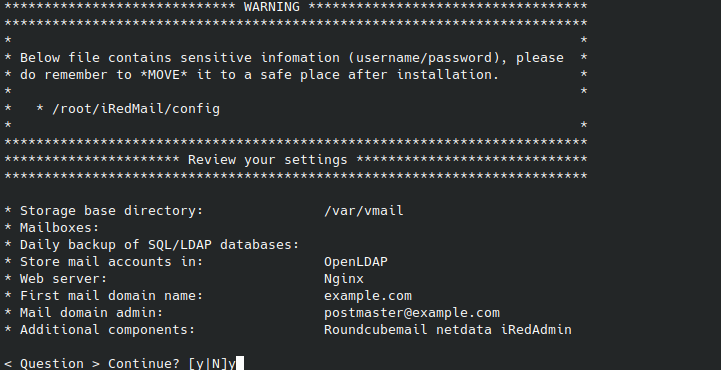 ***************************** WARNING ***********************************
*************************************************************************
*                                                                       *
* Below file contains sensitive infomation (username/password), please  *
* do remember to *MOVE* it to a safe place after installation.          *
*                                                                       *
*   * /root/iRedMail/config
*                                                                       *
*************************************************************************
********************** Review your settings *****************************
*************************************************************************
* Storage base directory:               /var/vmail
* Mailboxes:
* Daily backup of SQL/LDAP databases:
* Store mail accounts in:               OpenLDAP
* Web server:                           Nginx
* First mail domain name:               example.com
* Mail domain admin:                    postmaster@example.com
* Additional components:                Roundcubemail netdata iRedAdmin
< Question > Continue? [y|N]y